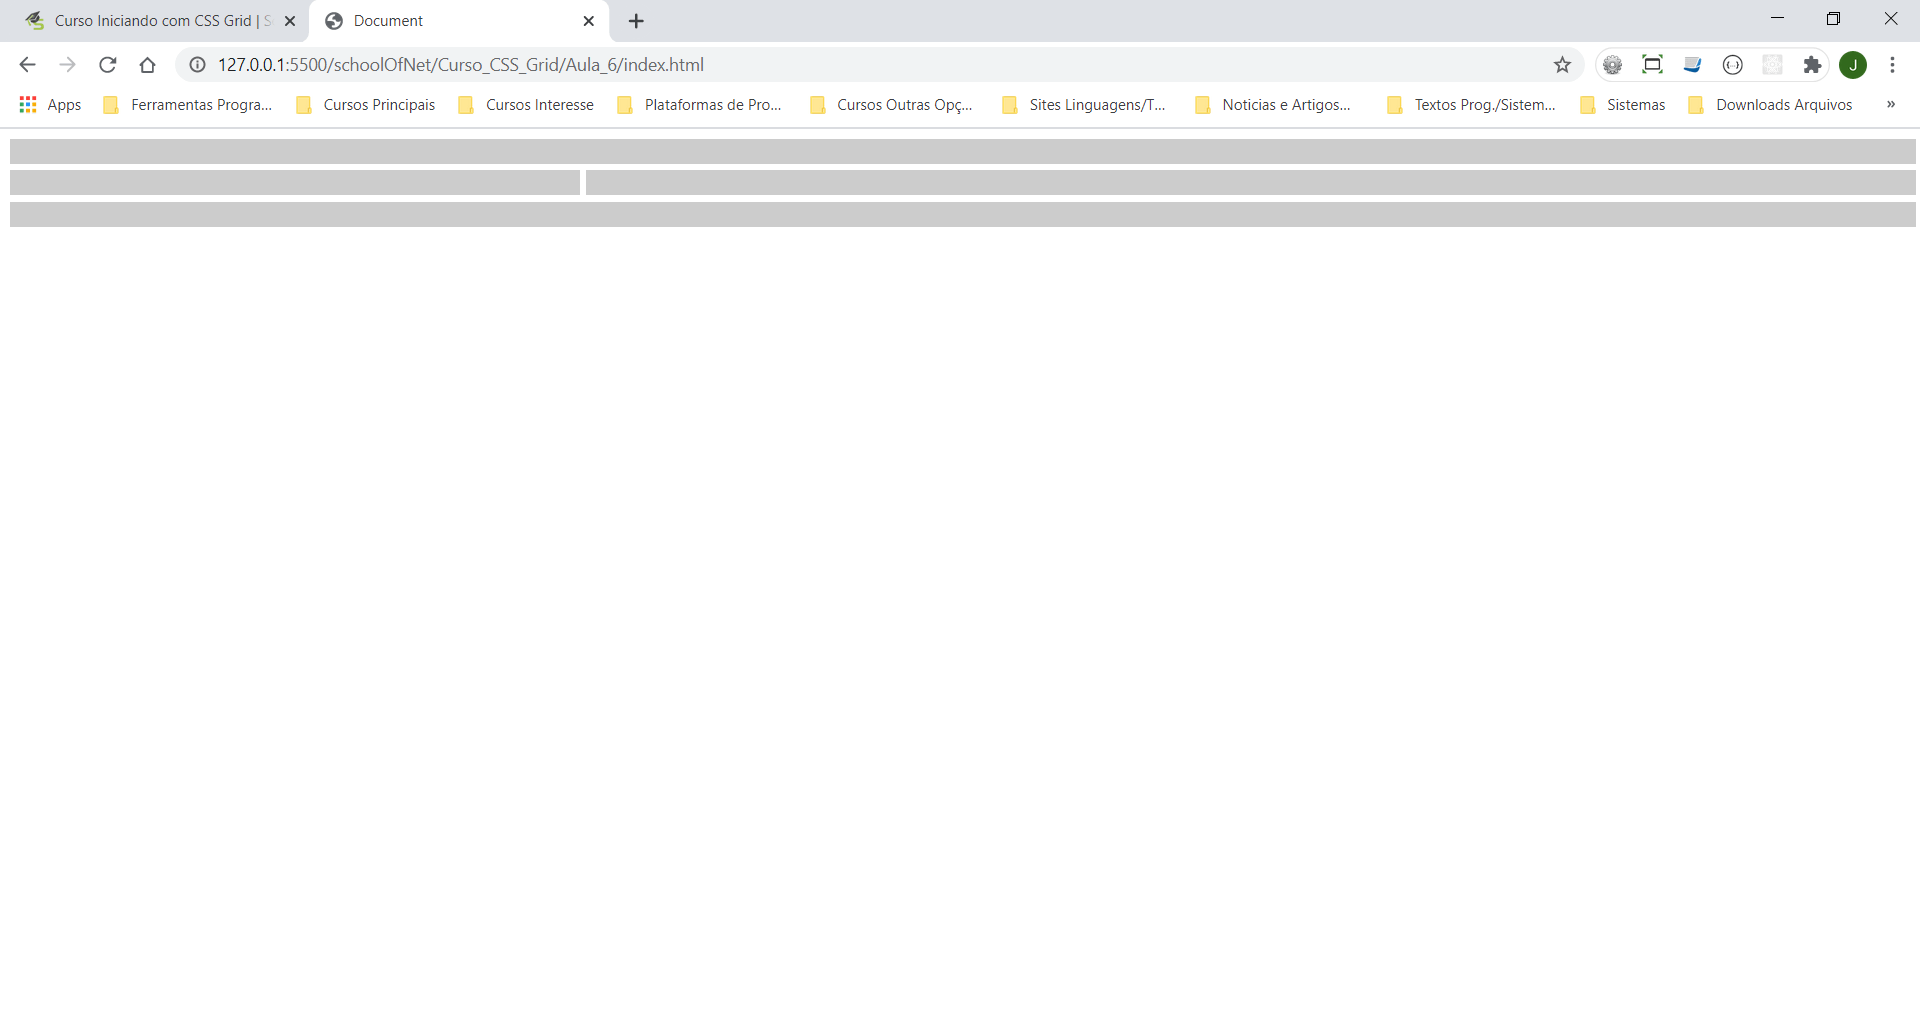 Curso Iniciando com CSS Grid | S
Document
127.0.0.1:5500/schoolOfNet/Curso_CSS_Grid/Aula_6/index.html
J
Apps Ferramentas Progra... Cursos Principais Cursos Interesse Plataformas de Pro... Cursos Outras Opç... Sites Linguagens/T... Noticias e Artigos... Textos Prog./Sistem... Sistemas Downloads Arquivos »